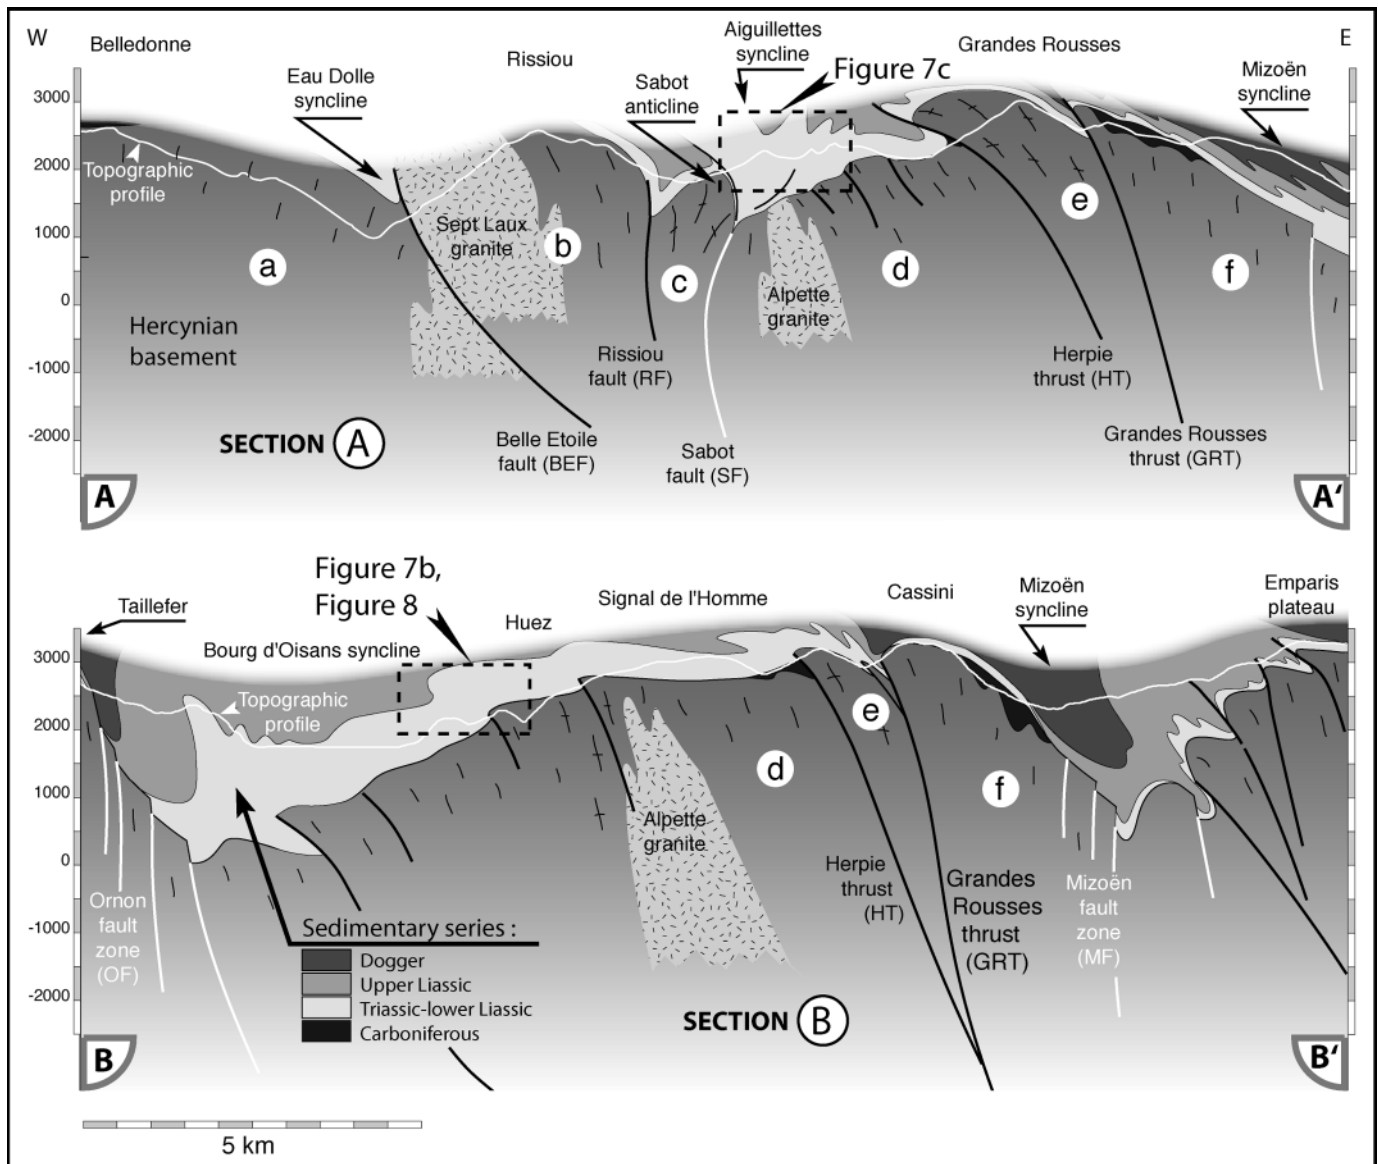 W
E
Belledonne
Eau Dolle
syncline
Rissiou
Sabot
anticline
Aiguillettes
syncline
Figure 7c
Grandes Rousses
Mizoën
syncline
3000
2000
1000
0
-1000
-2000
Topographic
profile
Sept Laux
granite
Alpette
granite
a
b
c
d
e
f
Hercynian
basement
Rissiou
fault (RF)
Herpie
thrust (HT)
Belle Etoile
fault (BEF)
Sabot
fault (SF)
Grandes Rousses
thrust (GRT)
SECTION A
A
A'
Figure 7b,
Figure 8
Taillefer
Bourg d'Oisans syncline
Huez
Signal de l'Homme
Cassini
Mizoën
syncline
Emparis
plateau
3000
2000
1000
0
-1000
-2000
Topographic
profile
Alpette
granite
d
e
f
Ornon
fault
zone
(OF)
Herpie
thrust
(HT)
Grandes
Rousses
thrust
(GRT)
Mizoën
fault
zone
(MF)
Sedimentary series :
Dogger
Upper Liassic
Triassic-lower Liassic
Carboniferous
SECTION B
B
B'
5 km